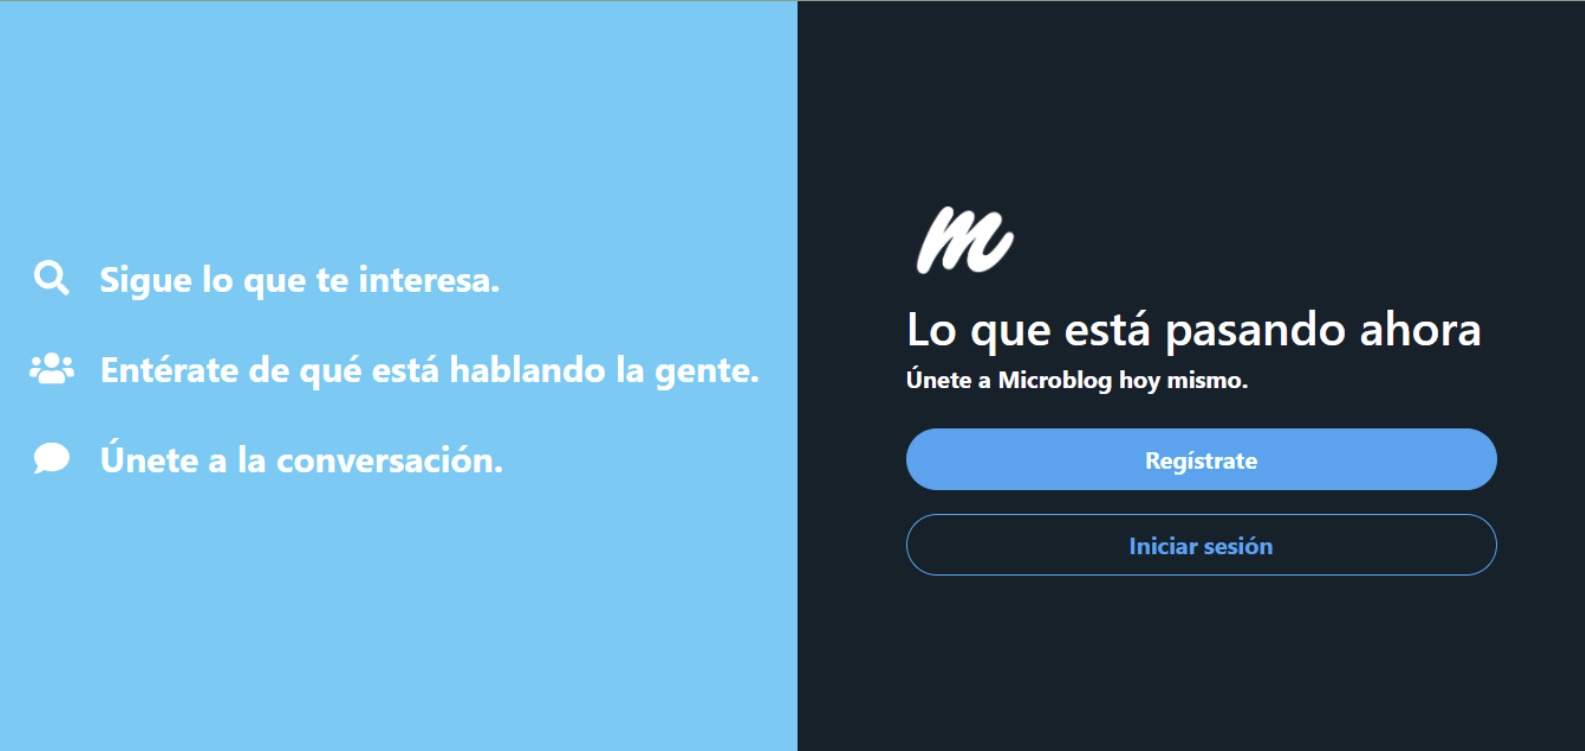 Sigue lo que te interesa.
Entérate de qué está hablando la gente.
Únete a la conversación.
m
Lo que está pasando ahora
Únete a Microblog hoy mismo.
Regístrate
Iniciar sesión